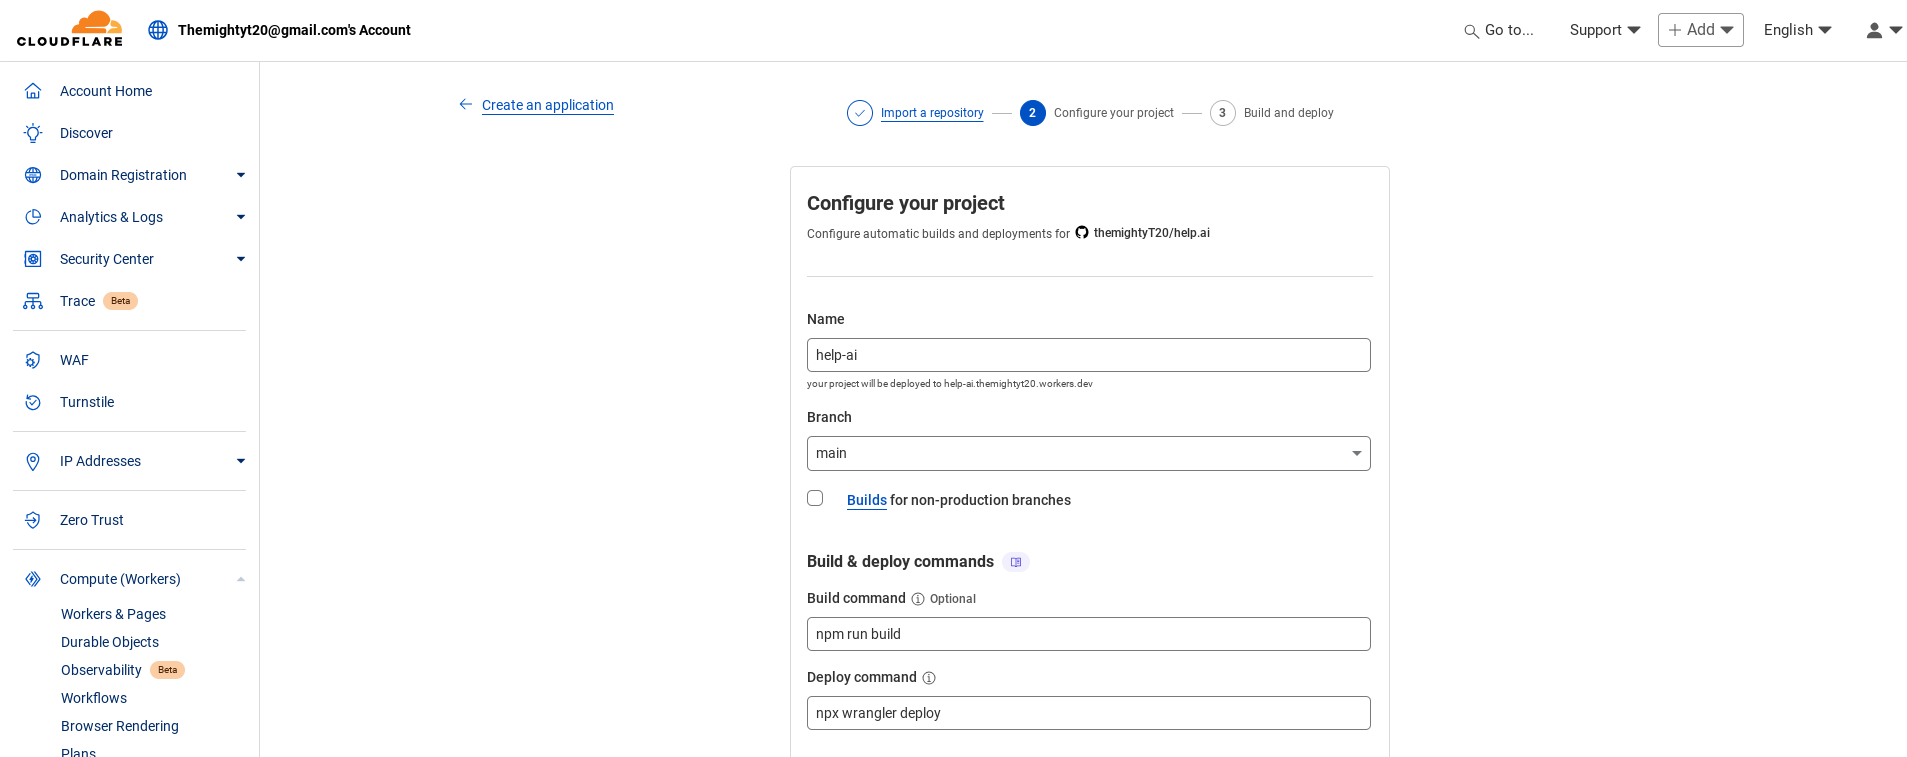 CLOUDFLARE
Themightyt20@gmail.com's Account
Go to...
Support
Add
English
Account Home
Discover
Domain Registration
Analytics & Logs
Security Center
Trace Beta
WAF
Turnstile
IP Addresses
Zero Trust
Compute (Workers)
Workers & Pages
Durable Objects
Observability Beta
Workflows
Browser Rendering
Plans
Create an application
Import a repository
2 Configure your project
3 Build and deploy
Configure your project
Configure automatic builds and deployments for themightyT20/help.ai
Name
help-ai
your project will be deployed to help-ai.themightyt20.workers.dev
Branch
main
Builds for non-production branches
Build & deploy commands
Build command Optional
npm run build
Deploy command
npx wrangler deploy